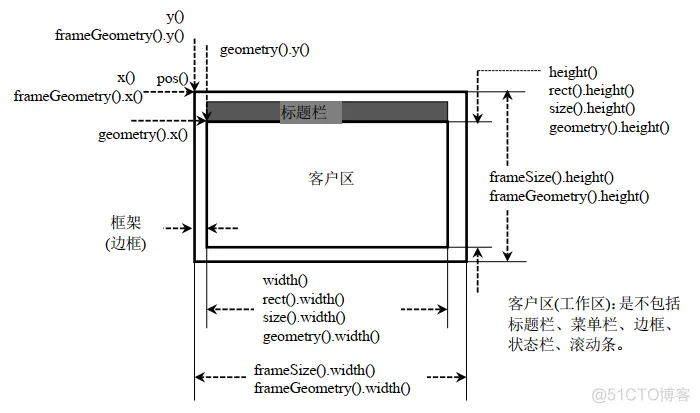 y()
frameGeometry().y()
geometry().y()
x()
pos()
frameGeometry().x()
geometry().x()
标题栏
客户区
height()
rect().height()
size().height()
geometry().height()
frameSize().height()
frameGeometry().height()
框架
(边框)
width()
rect().width()
size().width()
geometry().width()
客户区(工作区): 是不包括
标题栏、菜单栏、边框、
状态栏、滚动条。
frameSize().width()
frameGeometry().width()
@51CTO博客